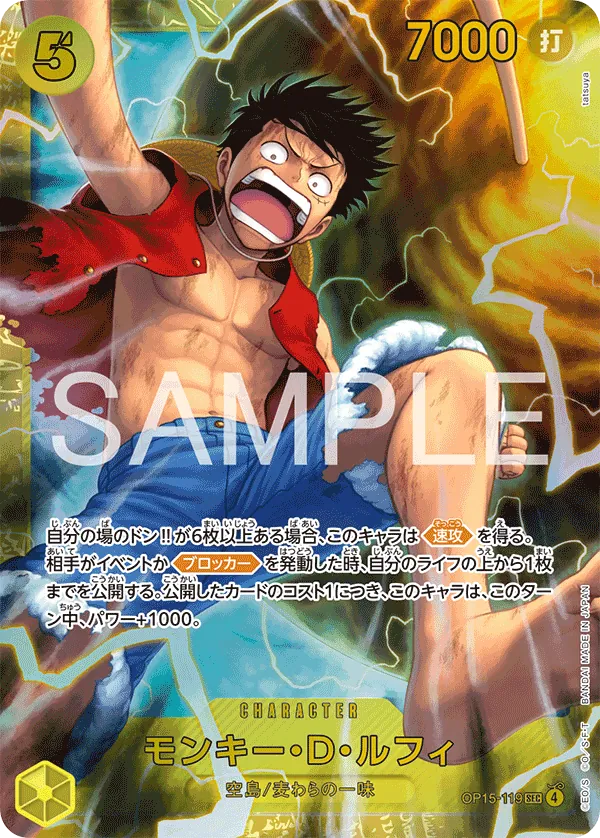 5
7000
打
tatsuya
SAMPLE
自分の場のドン!!が6枚以上ある場合、このキャラは 速攻 を得る。
相手がイベントか ブロッカー を発動した時、自分のライフの上から1枚
までを公開する。公開したカードのコスト1につき、このキャラは、このター
ン中、パワー+1000。
CHARACTER
モンキー・D・ルフィ
空島/麦わらの一味
OP15-119 SEC 4
©E.O/S ©O/S・F・T BANDAI MADE IN JAPAN